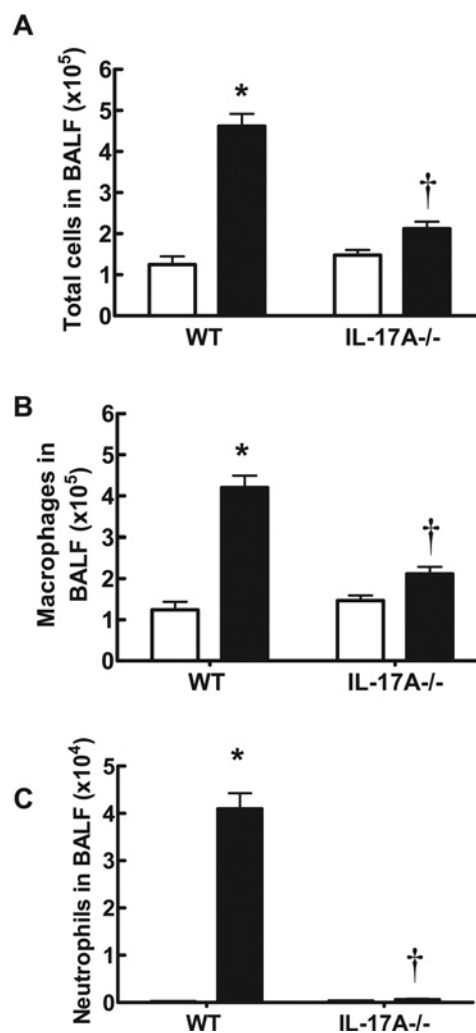 A
Total cells in BALF (x10⁵)
6
5
4
3
2
1
0
*
†
WT
IL-17A-/-
B
Macrophages in
BALF (x10⁵)
6
5
4
3
2
1
0
*
†
WT
IL-17A-/-
C
Neutrophils in BALF (x10⁴)
5
4
3
2
1
0
*
†
WT
IL-17A-/-